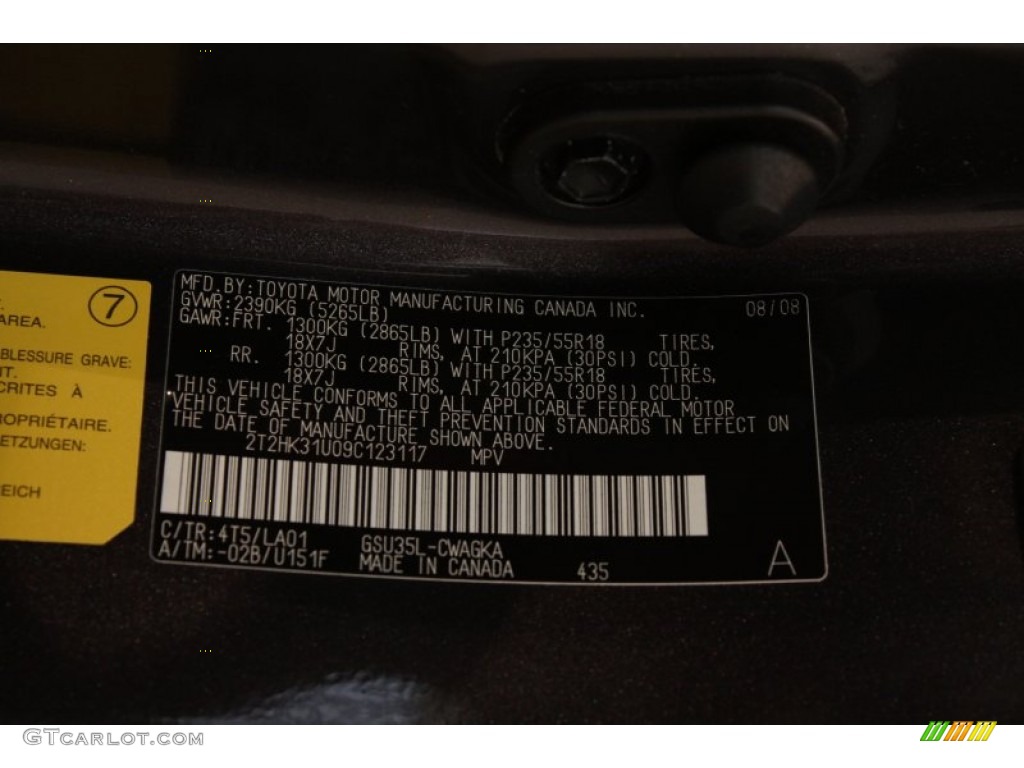 7
AREA.
BLESSURE GRAVE:
CRITES À
PROPRIÉTAIRE.
ETZUNGEN:
REICH
MFD.BY:TOYOTA MOTOR MANUFACTURING CANADA INC. 08/08
GVWR:2390KG (5265LB)
GAWR:FRT. 1300KG (2865LB) WITH P235/55R18 TIRES,
18X7J RIMS, AT 210KPA (30PSI) COLD.
RR. 1300KG (2865LB) WITH P235/55R18 TIRES,
18X7J RIMS, AT 210KPA (30PSI) COLD.
THIS VEHICLE CONFORMS TO ALL APPLICABLE FEDERAL MOTOR
VEHICLE SAFETY AND THEFT PREVENTION STANDARDS IN EFFECT ON
THE DATE OF MANUFACTURE SHOWN ABOVE.
2T2HK31U09C123117 MPV
C/TR:4T5/LA01 GSU35L-CWAGKA
A/TM:-02B/U151F MADE IN CANADA 435 A
GTCARLOT.COM